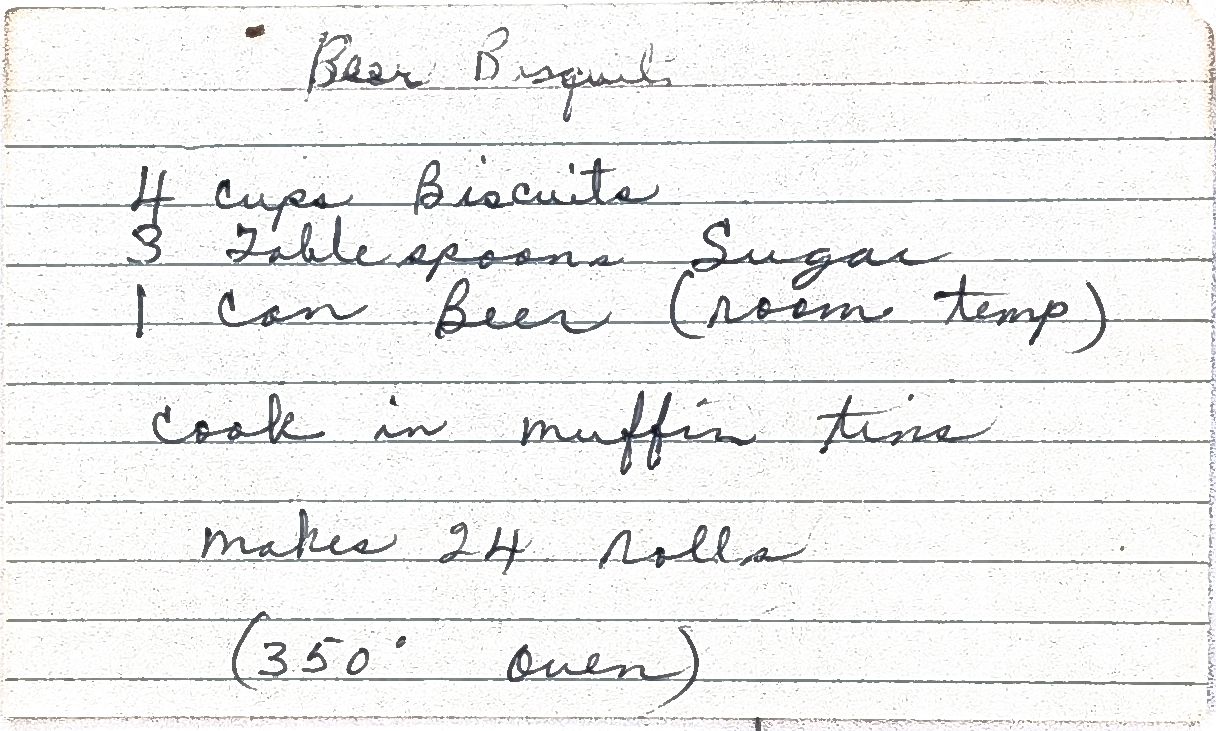 Beer Bisquits
4 cups Biscuits
3 Tablespoons Sugar
1 Can Beer (room temp)
cook in muffin tins
makes 24 rolls
(350° oven)